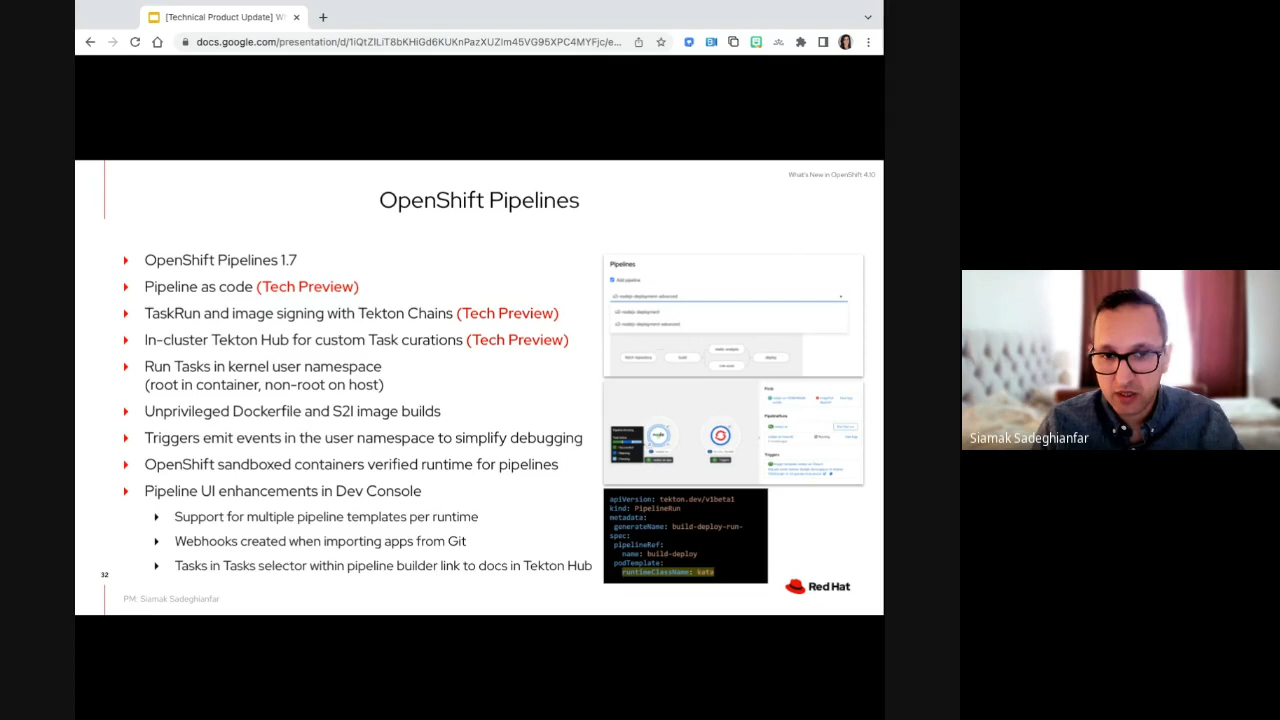 [Technical Product Update] W
docs.google.com/presentation/d/1iQtZILiT8bKHiGd6KUKnPazXUZIm45VG95XPC4MYFjc/e...
What's New in OpenShift 4.10
OpenShift Pipelines
OpenShift Pipelines 1.7
Pipeline as code (Tech Preview)
TaskRun and image signing with Tekton Chains (Tech Preview)
In-cluster Tekton Hub for custom Task curations (Tech Preview)
Run Tasks in kernel user namespace
(root in container, non-root on host)
Unprivileged Dockerfile and S2I image builds
Triggers emit events in the user namespace to simplify debugging
OpenShift sandboxed containers verified runtime for pipelines
Pipeline UI enhancements in Dev Console
Support for multiple pipeline templates per runtime
Webhooks created when importing apps from Git
Tasks in Tasks selector within pipeline builder link to docs in Tekton Hub
32
PM: Siamak Sadeghianfar
Pipelines
Add pipeline
build
deploy
PipelineRuns
Triggers
apiVersion: tekton.dev/v1beta1
kind: PipelineRun
metadata:
generateName: build-deploy-run-
spec:
pipelineRef:
name: build-deploy
podTemplate:
runtimeClassName: kata
Red Hat
Siamak Sadeghianfar